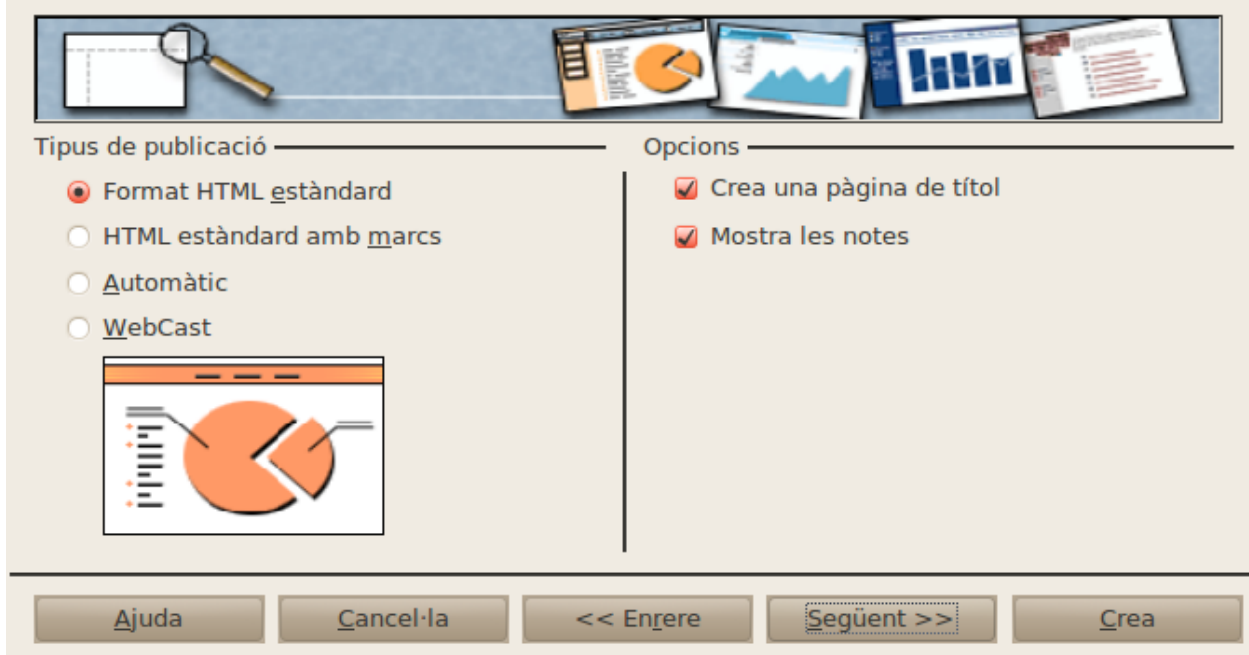 Tipus de publicació
Format HTML estàndard
HTML estàndard amb marcs
Automàtic
WebCast
Opcions
Crea una pàgina de títol
Mostra les notes
Ajuda
Cancel·la
<< Enrere
Següent >>
Crea